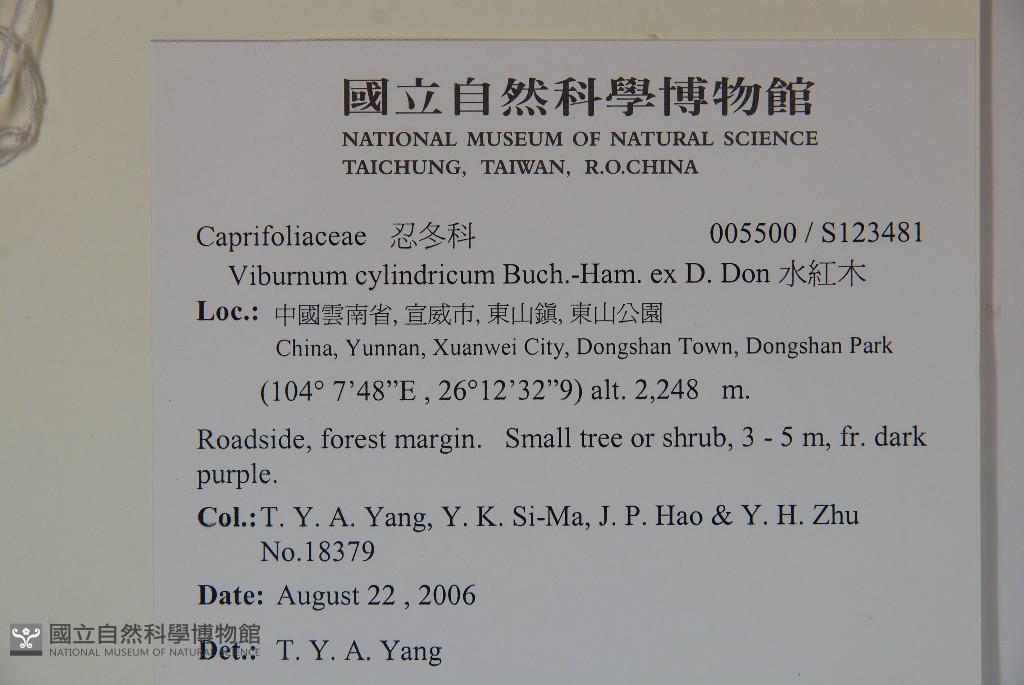 國立自然科學博物館
NATIONAL MUSEUM OF NATURAL SCIENCE
TAICHUNG, TAIWAN, R.O.CHINA
Caprifoliaceae 忍冬科 005500 / S123481
Viburnum cylindricum Buch.-Ham. ex D. Don 水紅木
Loc.: 中國雲南省, 宣威市, 東山鎮, 東山公園
China, Yunnan, Xuanwei City, Dongshan Town, Dongshan Park
(104° 7’48”E , 26°12’32”9) alt. 2,248 m.
Roadside, forest margin. Small tree or shrub, 3 - 5 m, fr. dark
purple.
Col.: T. Y. A. Yang, Y. K. Si-Ma, J. P. Hao & Y. H. Zhu
No.18379
Date: August 22 , 2006
Det.: T. Y. A. Yang
國立自然科學博物館
NATIONAL MUSEUM OF NATURAL SCIENCE